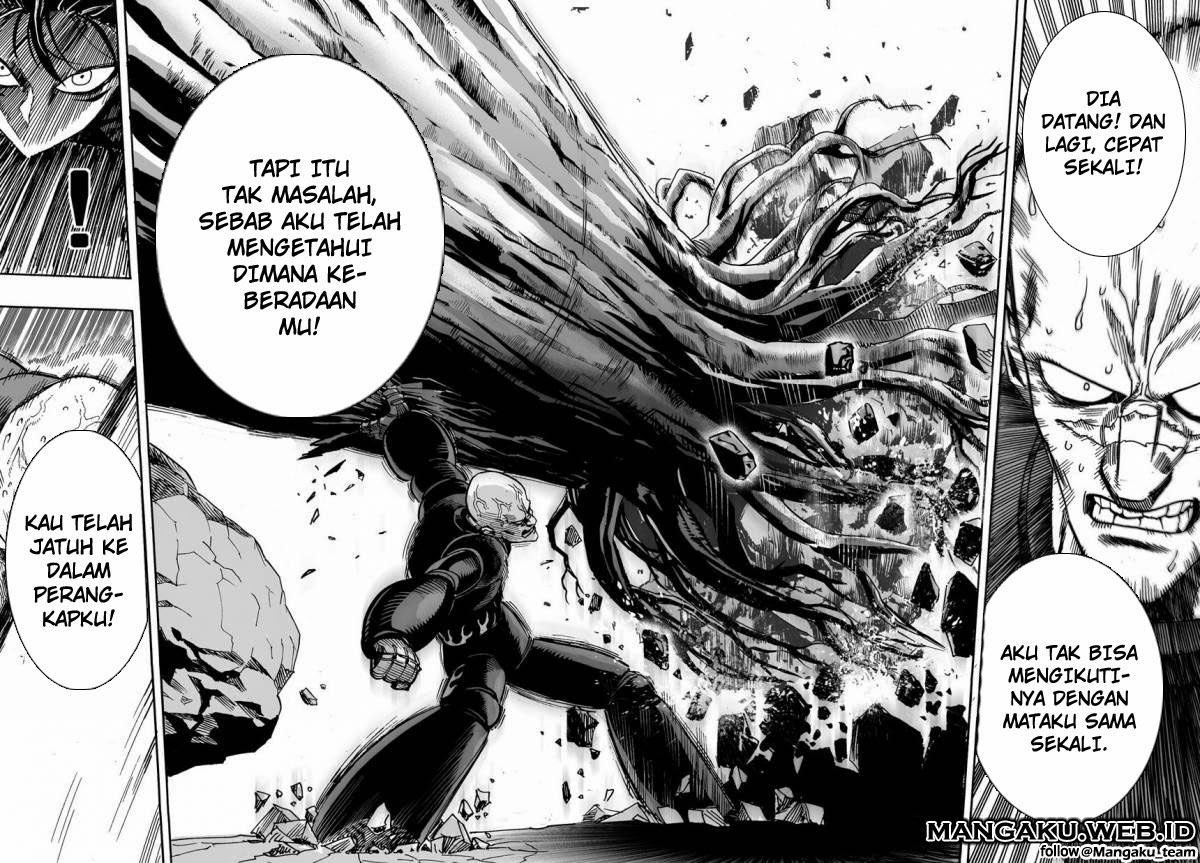 DIA
DATANG! DAN
LAGI, CEPAT
SEKALI!
AKU TAK BISA
MENGIKUTI-
NYA DENGAN
MATAKU SAMA
SEKALI.
TAPI ITU
TAK MASALAH,
SEBAB AKU TELAH
MENGETAHUI
DIMANA KE-
BERADAAN
MU!
!
KAU TELAH
JATUH KE
DALAM
PERANG-
KAPKU!
MANGAKU.WEB.ID
follow @Mangaku_team